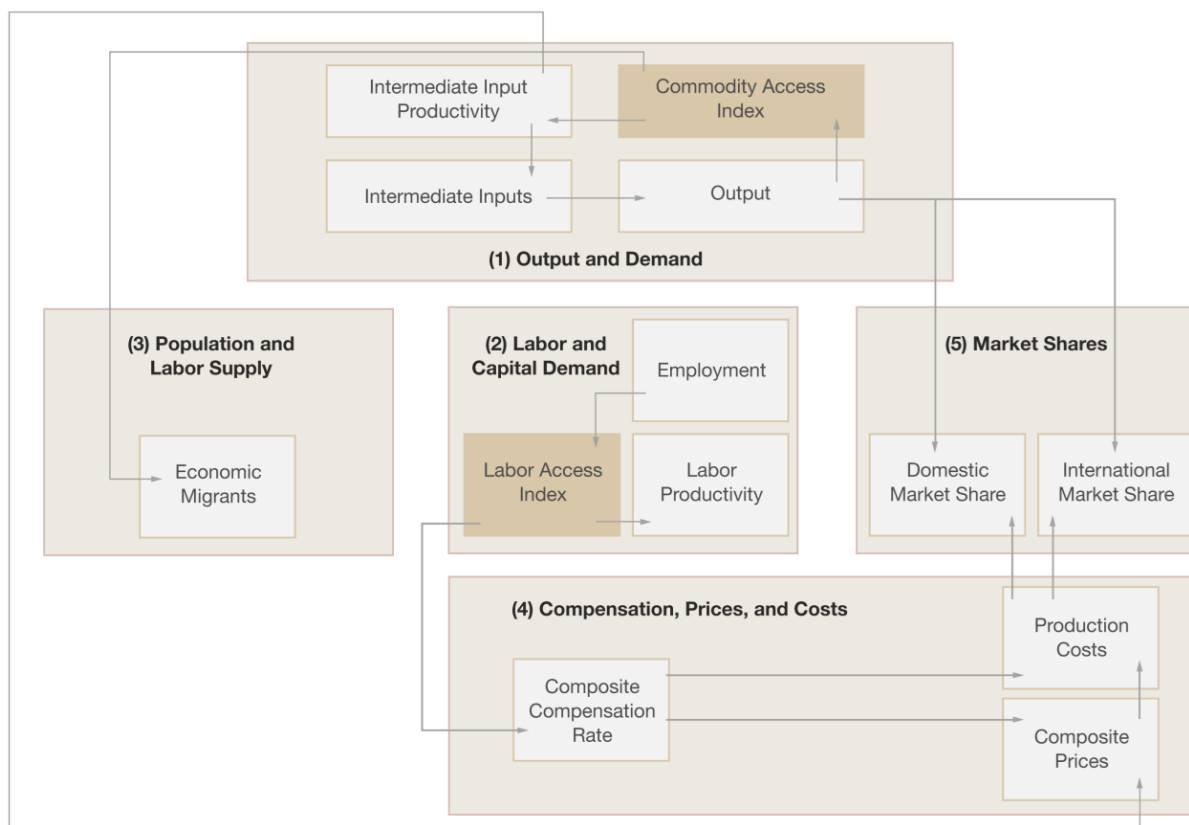 Intermediate Input
Productivity
Commodity Access
Index
Intermediate Inputs
Output
(1) Output and Demand
(3) Population and
Labor Supply
Economic
Migrants
(2) Labor and
Capital Demand
Employment
Labor Access
Index
Labor
Productivity
(5) Market Shares
Domestic
Market Share
International
Market Share
(4) Compensation, Prices, and Costs
Production
Costs
Composite
Compensation
Rate
Composite
Prices